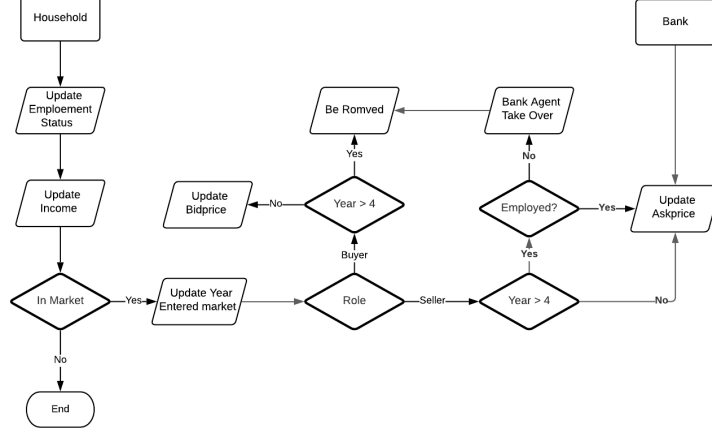 Household
Bank
Update
Emploement
Status
Be Romved
Bank Agent
Take Over
Yes
No
Update
Income
Update
Bidprice
No
Year > 4
Employed?
Yes
Update
Askprice
Buyer
Yes
In Market
Yes
Update Year
Entered market
Role
Seller
Year > 4
No
No
End